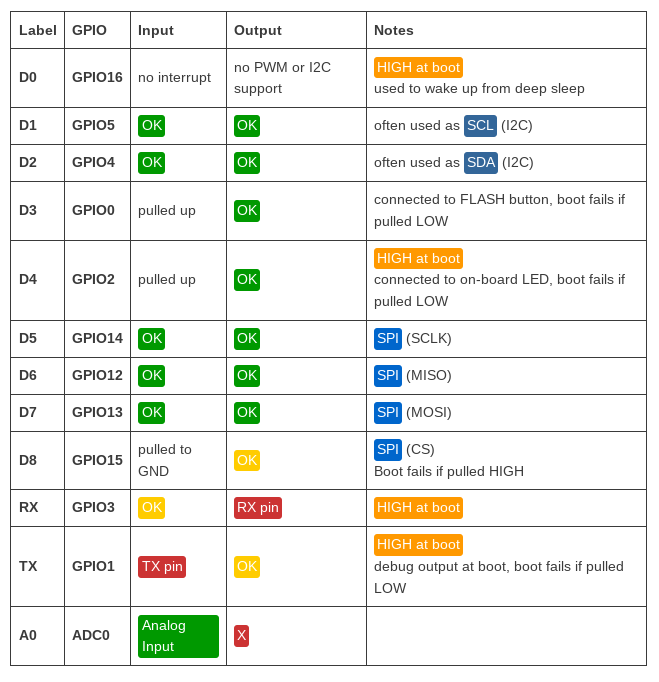 Label GPIO Input Output Notes
D0 GPIO16 no interrupt no PWM or I2C support HIGH at boot
used to wake up from deep sleep
D1 GPIO5 OK OK often used as SCL (I2C)
D2 GPIO4 OK OK often used as SDA (I2C)
D3 GPIO0 pulled up OK connected to FLASH button, boot fails if
pulled LOW
D4 GPIO2 pulled up OK HIGH at boot
connected to on-board LED, boot fails if
pulled LOW
D5 GPIO14 OK OK SPI (SCLK)
D6 GPIO12 OK OK SPI (MISO)
D7 GPIO13 OK OK SPI (MOSI)
D8 GPIO15 pulled to GND OK SPI (CS)
Boot fails if pulled HIGH
RX GPIO3 OK RX pin HIGH at boot
TX GPIO1 TX pin OK HIGH at boot
debug output at boot, boot fails if pulled
LOW
A0 ADC0 Analog Input X